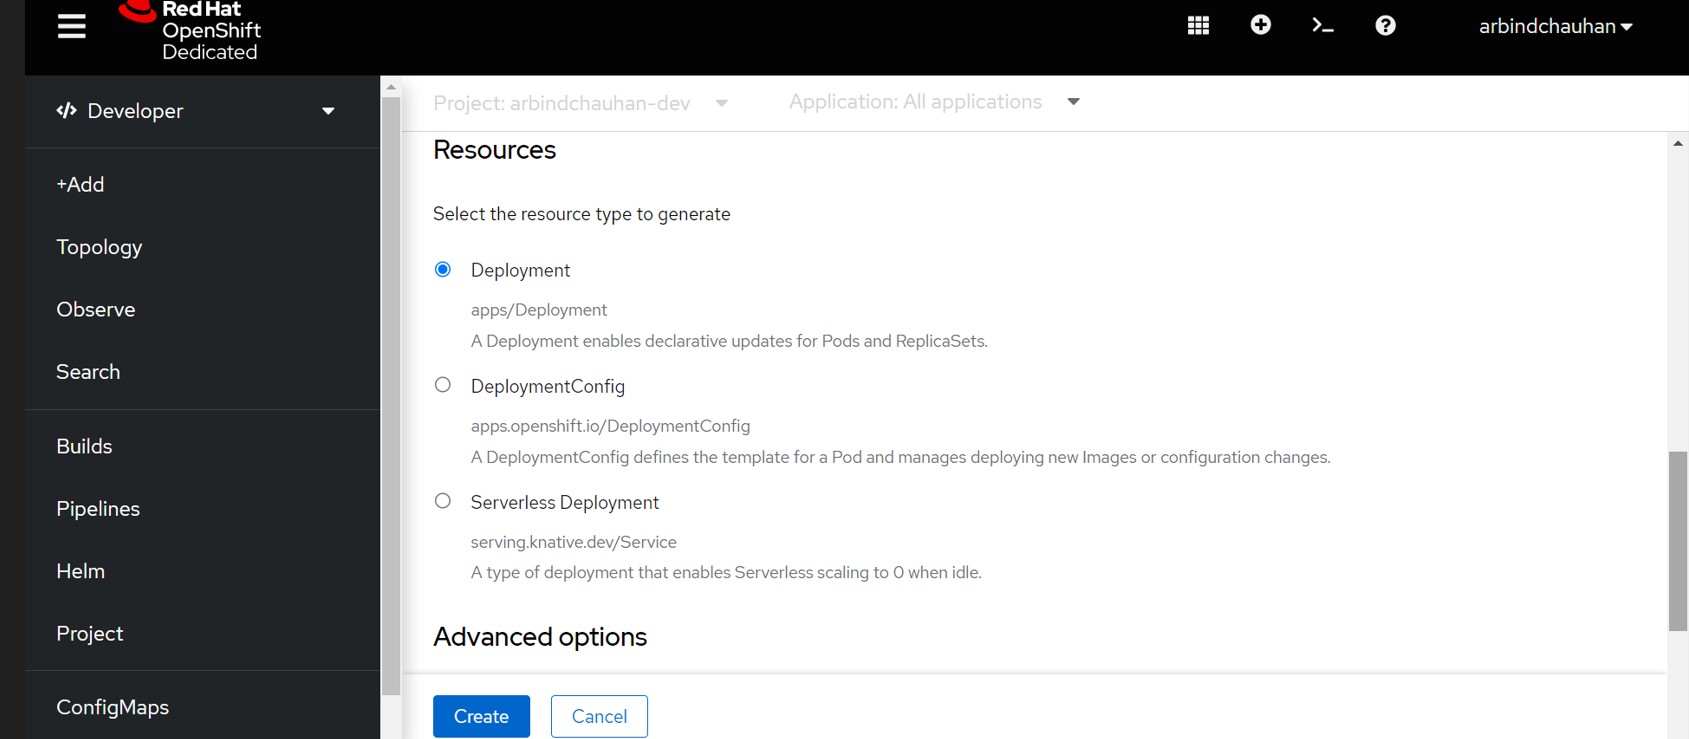 Red Hat
OpenShift
Dedicated
arbindchauhan
Developer
+Add
Topology
Observe
Search
Builds
Pipelines
Helm
Project
ConfigMaps
Project: arbindchauhan-dev
Application: All applications
Resources
Select the resource type to generate
Deployment
apps/Deployment
A Deployment enables declarative updates for Pods and ReplicaSets.
DeploymentConfig
apps.openshift.io/DeploymentConfig
A DeploymentConfig defines the template for a Pod and manages deploying new Images or configuration changes.
Serverless Deployment
serving.knative.dev/Service
A type of deployment that enables Serverless scaling to 0 when idle.
Advanced options
Create
Cancel